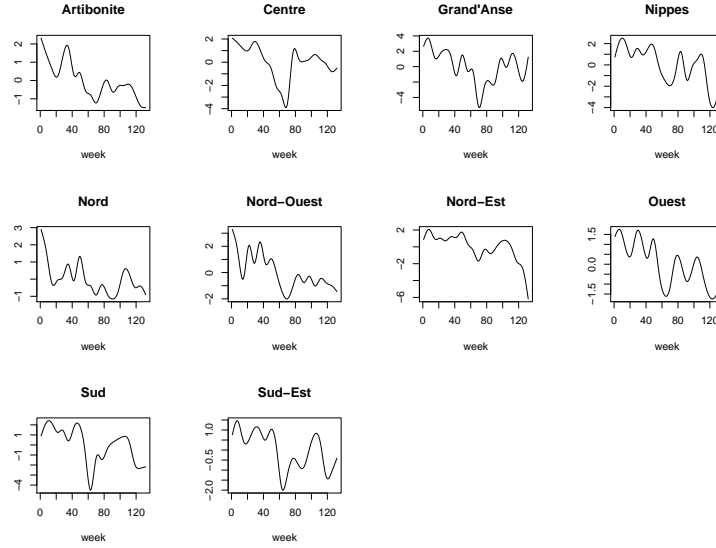 Artibonite
2
1
0
−1
0 40 80 120
week
Centre
2
0
−2
−4
0 40 80 120
week
Grand'Anse
4
2
0
−4
0 40 80 120
week
Nippes
2
0
−2
−4
0 40 80 120
week
Nord
3
2
1
−1
0 40 80 120
week
Nord−Ouest
2
0
−2
0 40 80 120
week
Nord−Est
2
−2
−6
0 40 80 120
week
Ouest
1.5
0.0
−1.5
0 40 80 120
week
Sud
1
−1
−4
0 40 80 120
week
Sud−Est
1.0
−0.5
−2.0
0 40 80 120
week